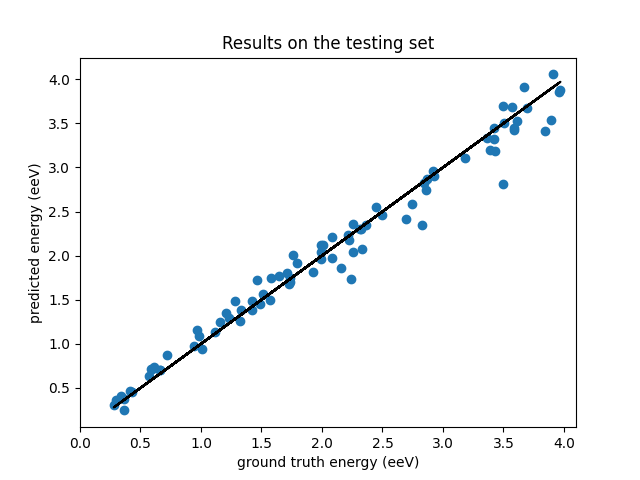 Results on the testing set
predicted energy (eeV)
4.0
3.5
3.0
2.5
2.0
1.5
1.0
0.5
0.0 0.5 1.0 1.5 2.0 2.5 3.0 3.5 4.0
ground truth energy (eeV)